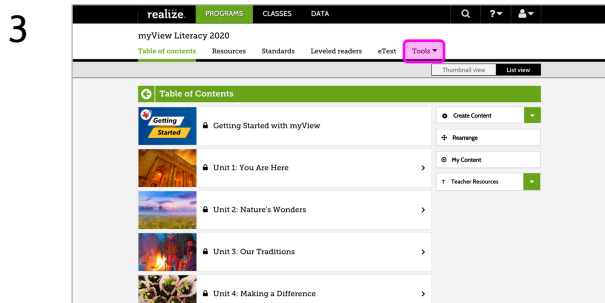 3
realize. PROGRAMS CLASSES DATA
myView Literacy 2020
Table of contents Resources Standards Leveled readers eText Tools
Thumbnail view List view
Table of Contents
Getting Started
Getting Started with myView
Create Content
Rearrange
Unit 1: You Are Here
My Content
T Teacher Resources
Unit 2: Nature's Wonders
Unit 3: Our Traditions
Unit 4: Making a Difference